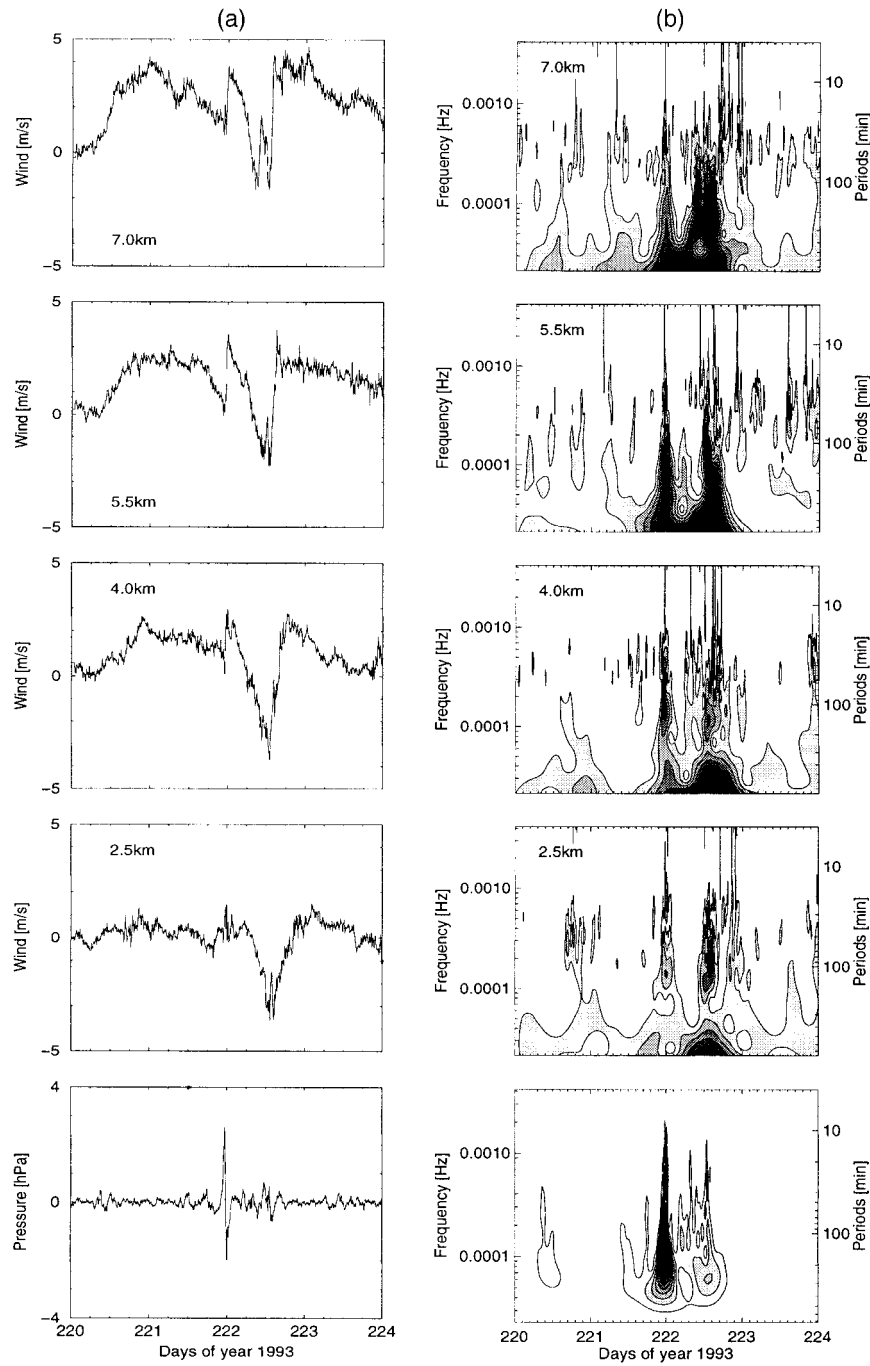 (a)
(b)
5
0
−5
Wind [m/s]
7.0km
7.0km
0.0010
0.0001
Frequency [Hz]
10
100
Periods [min]
5
0
−5
Wind [m/s]
5.5km
5.5km
0.0010
0.0001
Frequency [Hz]
10
100
Periods [min]
5
0
−5
Wind [m/s]
4.0km
4.0km
0.0010
0.0001
Frequency [Hz]
10
100
Periods [min]
5
0
−5
Wind [m/s]
2.5km
2.5km
0.0010
0.0001
Frequency [Hz]
10
100
Periods [min]
4
0
−4
Pressure [hPa]
0.0010
0.0001
Frequency [Hz]
10
100
Periods [min]
220 221 222 223 224
Days of year 1993
220 221 222 223 224
Days of year 1993